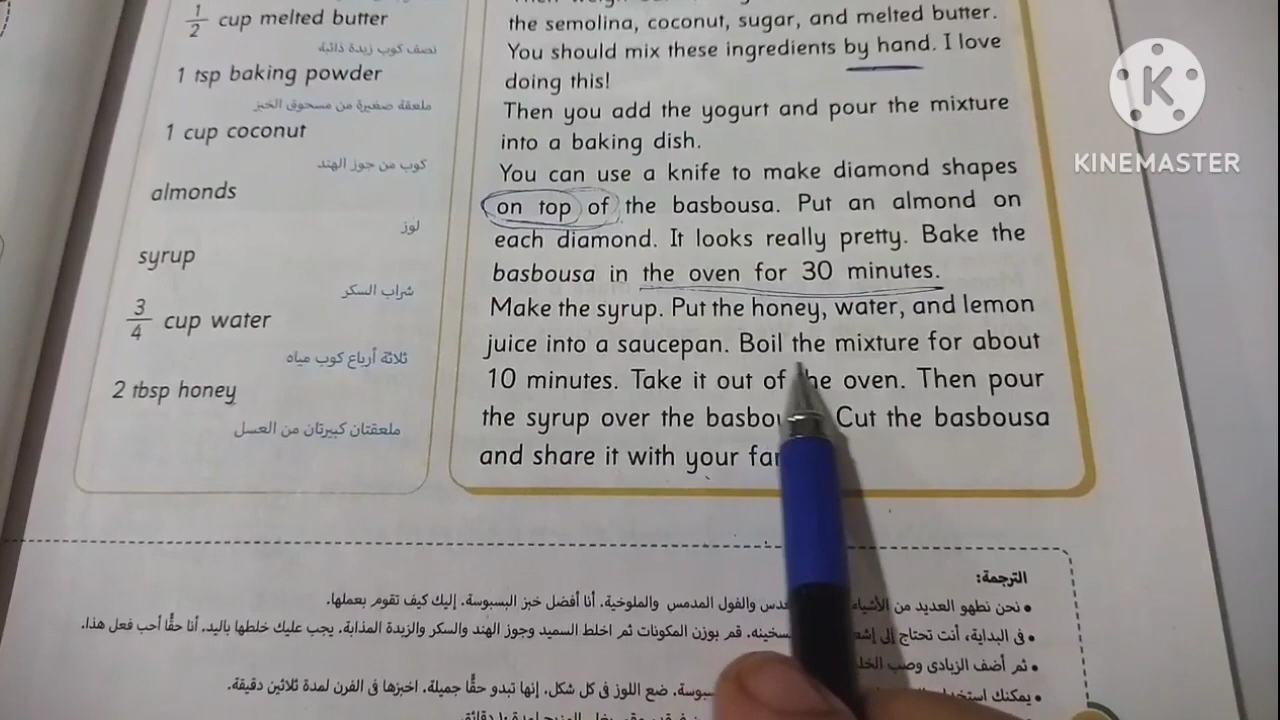 1/2 cup melted butter
نصف كوب زبدة ذائبة
1 tsp baking powder
ملعقة صغيرة من مسحوق الخبز
1 cup coconut
كوب من جوز الهند
almonds
لوز
syrup
شراب السكر
3/4 cup water
ثلاثة أرباع كوب مياه
2 tbsp honey
ملعقتان كبيرتان من العسل
the semolina, coconut, sugar, and melted butter.
You should mix these ingredients by hand. I love
doing this!
Then you add the yogurt and pour the mixture
into a baking dish.
You can use a knife to make diamond shapes
on top of the basbousa. Put an almond on
each diamond. It looks really pretty. Bake the
basbousa in the oven for 30 minutes.
Make the syrup. Put the honey, water, and lemon
juice into a saucepan. Boil the mixture for about
10 minutes. Take it out of the oven. Then pour
the syrup over the Cut the basbousa
and share it with your
KINEMASTER
الترجمة:
• نحن نطهو العديد من الأشياء والفول المدمس والملوخية. أنا أفضل خبز البسبوسة. إليك كيف تقوم بعملها.
• فى البداية، أنت تحتاج إلى قم بوزن المكونات ثم اخلط السميد وجوز الهند والسكر والزبدة المذابة. يجب عليك خلطها باليد. أنا حقًّا أحب فعل هذا.
• ثم أضف الزبادى وصب
• يمكنك ضع اللوز فى كل شكل. إنها تبدو حقًّا جميلة. اخبزها فى الفرن لمدة ثلاثين دقيقة.